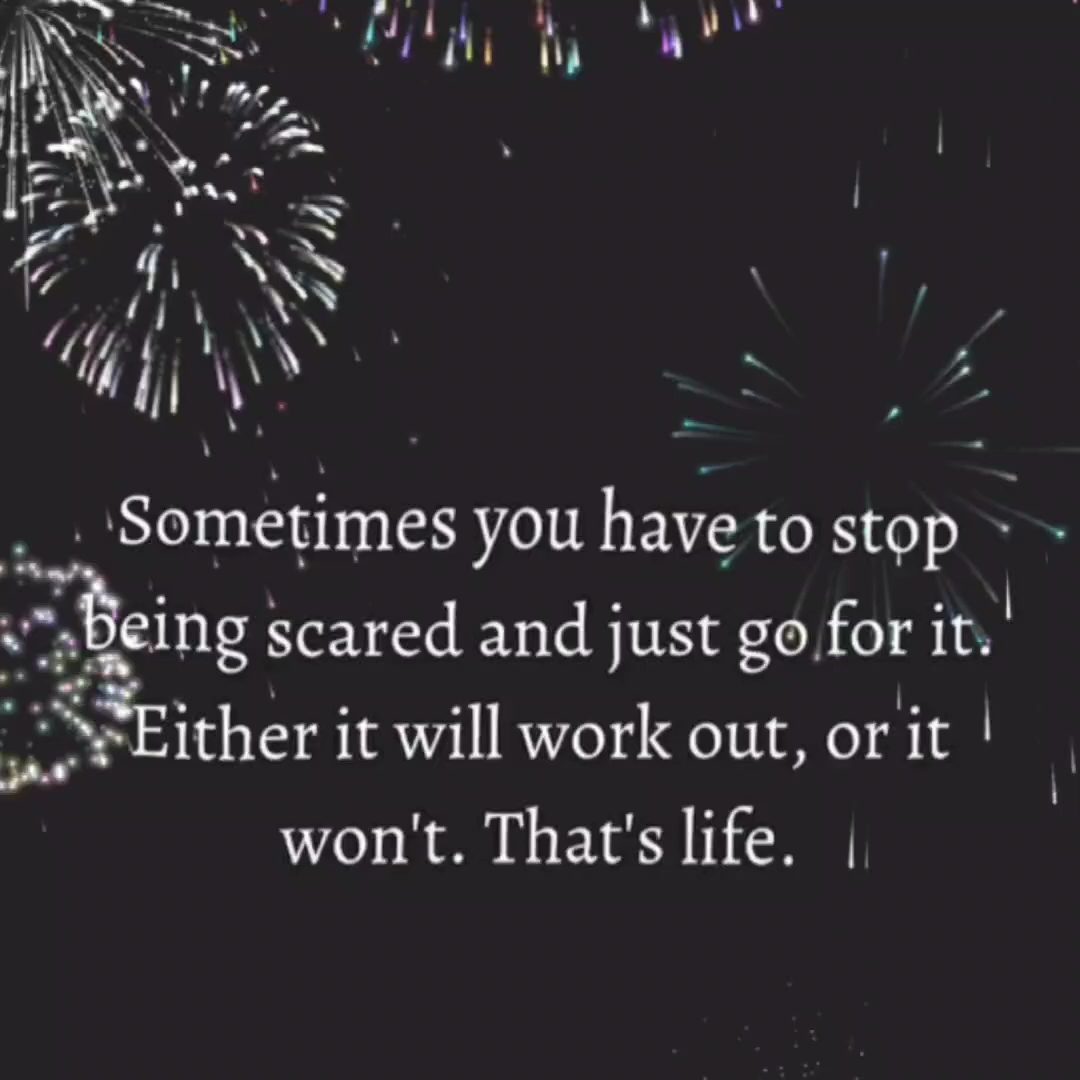 Sometimes you have to stop
being scared and just go for it.
Either it will work out, or it
won't. That's life.